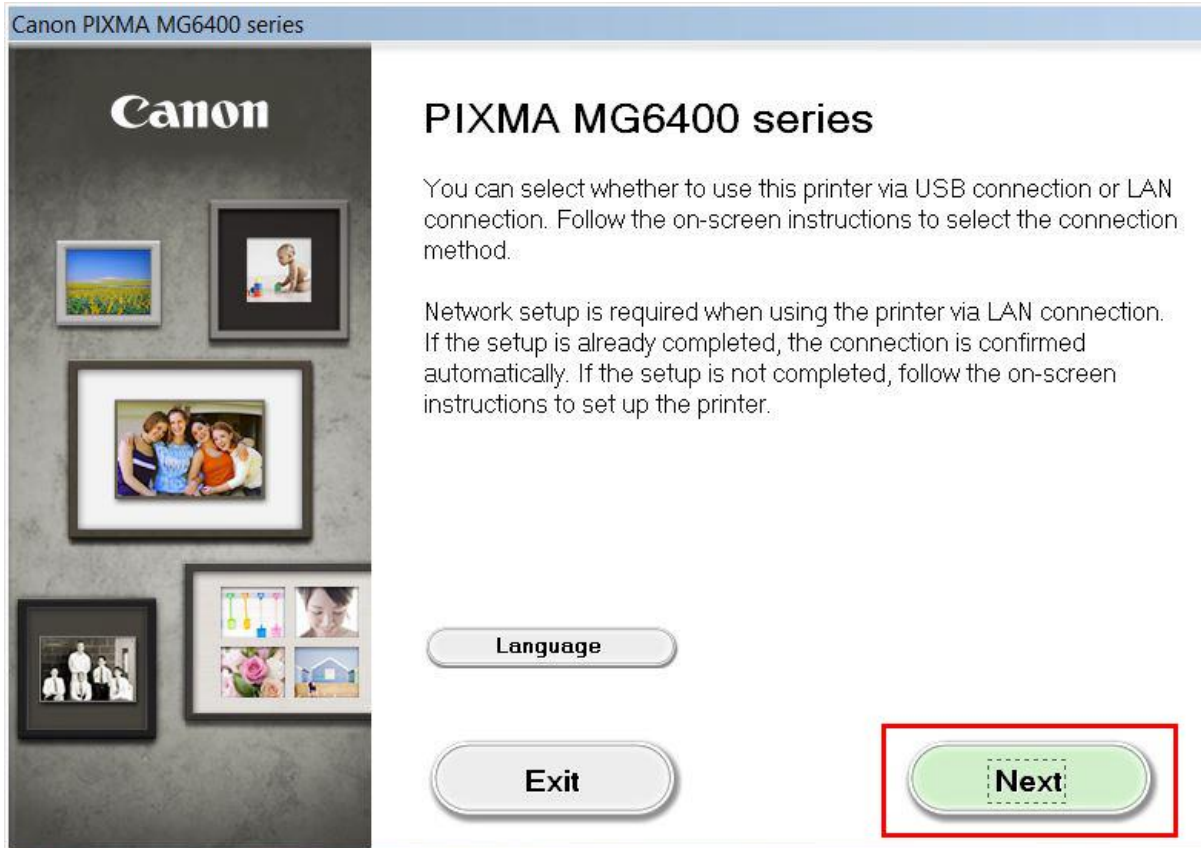 Canon PIXMA MG6400 series
Canon
PIXMA MG6400 series
You can select whether to use this printer via USB connection or LAN
connection. Follow the on-screen instructions to select the connection
method.
Network setup is required when using the printer via LAN connection.
If the setup is already completed, the connection is confirmed
automatically. If the setup is not completed, follow the on-screen
instructions to set up the printer.
Language
Exit
Next